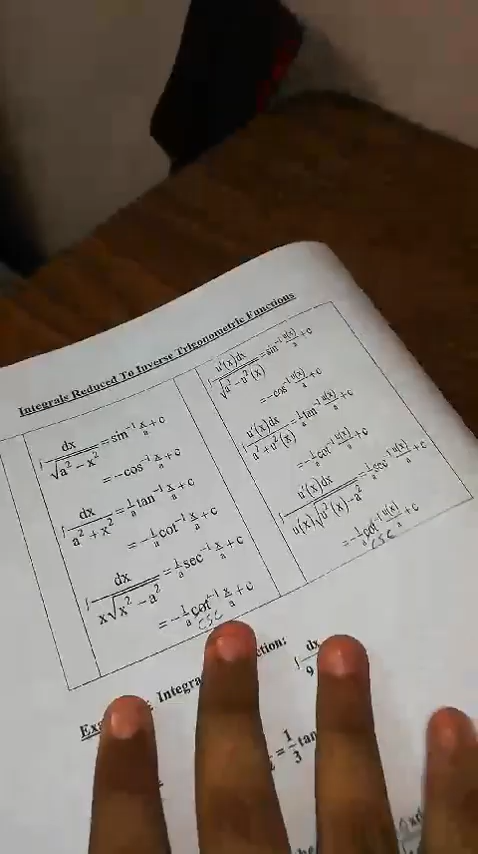 Integrals Reduced To Inverse Trigonometric Functions
∫ dx / √(a² − x²) = sin⁻¹ x/a + c
= −cos⁻¹ x/a + c
∫ dx / (a² + x²) = 1/a tan⁻¹ x/a + c
= −1/a cot⁻¹ x/a + c
∫ dx / (x√(x² − a²)) = 1/a sec⁻¹ x/a + c
= −1/a cot⁻¹ x/a + c
csc
∫ u'(x)dx / √(a² − u²(x)) = sin⁻¹ u(x)/a + c
= −cos⁻¹ u(x)/a + c
∫ u'(x)dx / (a² + u²(x)) = 1/a tan⁻¹ u(x)/a + c
= −1/a cot⁻¹ u(x)/a + c
∫ u'(x)dx / (u(x)√(u²(x) − a²)) = 1/a sec⁻¹ u(x)/a + c
= −1/a cot⁻¹ u(x)/a + c
csc
Integra ction: ∫ dx / 9
= 1/3 tan